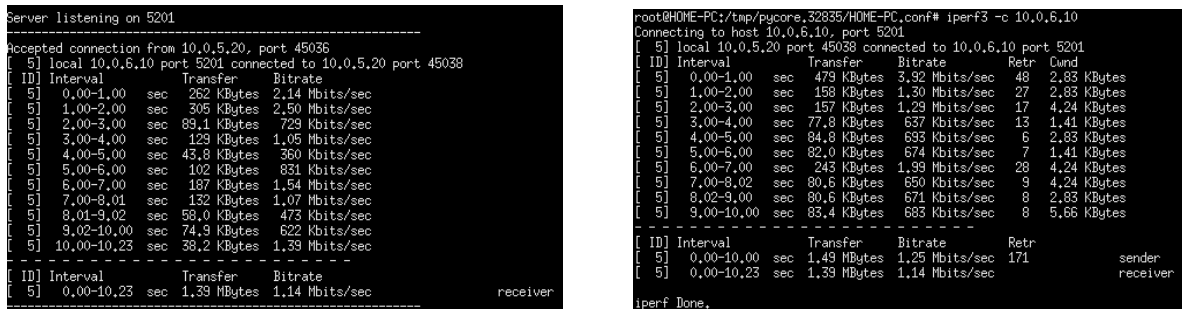 Server listening on 5201
-----------------------------------------------------------
Accepted connection from 10.0.5.20, port 45036
[  5] local 10.0.6.10 port 5201 connected to 10.0.5.20 port 45038
[ ID] Interval           Transfer     Bitrate
[  5]   0.00-1.00   sec   262 KBytes  2.14 Mbits/sec
[  5]   1.00-2.00   sec   305 KBytes  2.50 Mbits/sec
[  5]   2.00-3.00   sec  89.1 KBytes   729 Kbits/sec
[  5]   3.00-4.00   sec   129 KBytes  1.05 Mbits/sec
[  5]   4.00-5.00   sec  43.8 KBytes   360 Kbits/sec
[  5]   5.00-6.00   sec   102 KBytes   831 Kbits/sec
[  5]   6.00-7.00   sec   187 KBytes  1.54 Mbits/sec
[  5]   7.00-8.01   sec   132 KBytes  1.07 Mbits/sec
[  5]   8.01-9.02   sec  58.0 KBytes   473 Kbits/sec
[  5]   9.02-10.00  sec  74.9 KBytes   622 Kbits/sec
[  5]  10.00-10.23  sec  38.2 KBytes  1.39 Mbits/sec
- - - - - - - - - - - - - - - - - - - - - - - - -
[ ID] Interval           Transfer     Bitrate
[  5]   0.00-10.23  sec  1.39 MBytes  1.14 Mbits/sec                  receiver
-----------------------------------------------------------
root@HOME-PC:/tmp/pycore.32835/HOME-PC.conf# iperf3 -c 10.0.6.10
Connecting to host 10.0.6.10, port 5201
[  5] local 10.0.5.20 port 45038 connected to 10.0.6.10 port 5201
[ ID] Interval           Transfer     Bitrate         Retr  Cwnd
[  5]   0.00-1.00   sec   479 KBytes  3.92 Mbits/sec   48   2.83 KBytes
[  5]   1.00-2.00   sec   158 KBytes  1.30 Mbits/sec   27   2.83 KBytes
[  5]   2.00-3.00   sec   157 KBytes  1.29 Mbits/sec   17   4.24 KBytes
[  5]   3.00-4.00   sec  77.8 KBytes   637 Kbits/sec   13   1.41 KBytes
[  5]   4.00-5.00   sec  84.8 KBytes   693 Kbits/sec    6   2.83 KBytes
[  5]   5.00-6.00   sec  82.0 KBytes   674 Kbits/sec    7   1.41 KBytes
[  5]   6.00-7.00   sec   243 KBytes  1.99 Mbits/sec   28   4.24 KBytes
[  5]   7.00-8.02   sec  80.6 KBytes   650 Kbits/sec    9   4.24 KBytes
[  5]   8.02-9.00   sec  80.6 KBytes   671 Kbits/sec    8   2.83 KBytes
[  5]   9.00-10.00  sec  83.4 KBytes   683 Kbits/sec    8   5.66 KBytes
- - - - - - - - - - - - - - - - - - - - - - - - -
[ ID] Interval           Transfer     Bitrate         Retr
[  5]   0.00-10.00  sec  1.49 MBytes  1.25 Mbits/sec  171             sender
[  5]   0.00-10.23  sec  1.39 MBytes  1.14 Mbits/sec                  receiver
iperf Done.